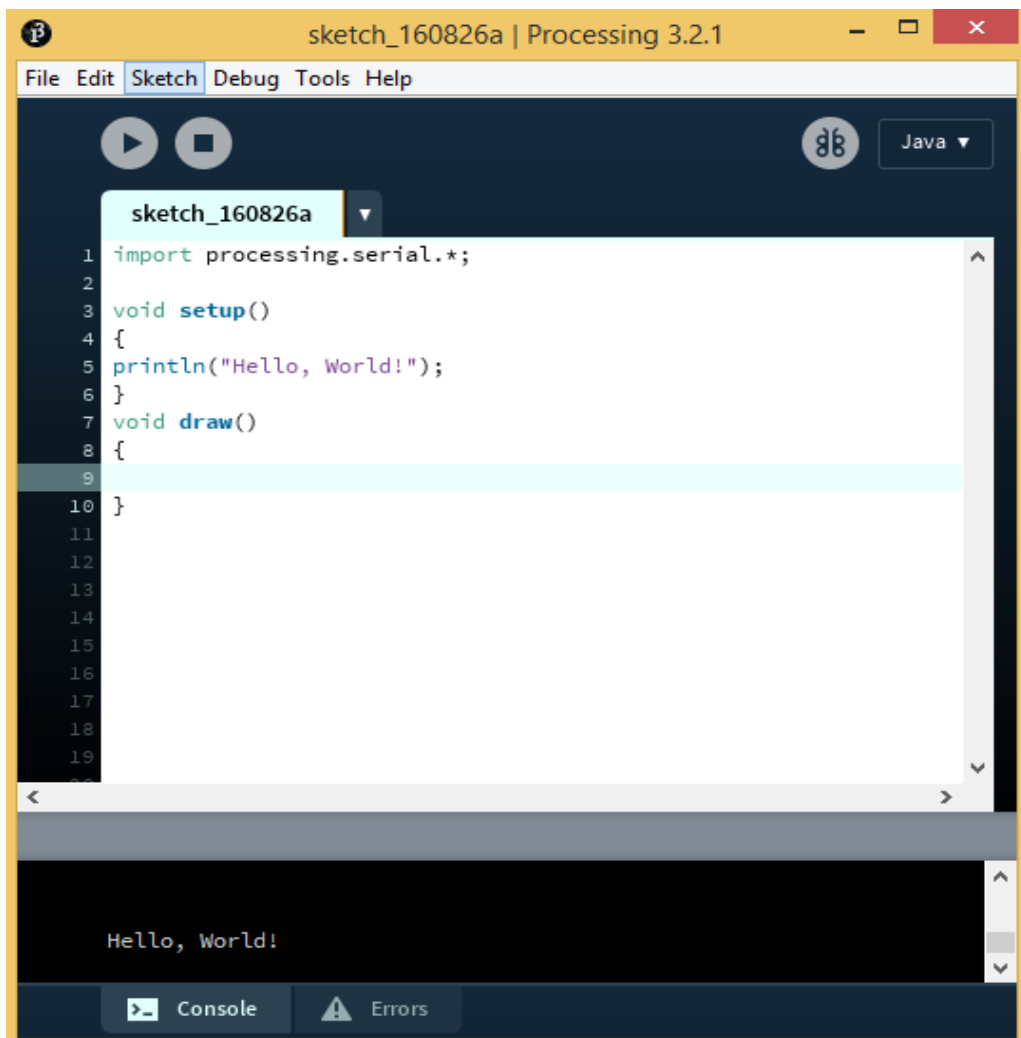 sketch_160826a | Processing 3.2.1
File Edit Sketch Debug Tools Help
Java ▼
sketch_160826a ▼
1 import processing.serial.*;
2
3 void setup()
4 {
5 println("Hello, World!");
6 }
7 void draw()
8 {
9
10 }
11
12
13
14
15
16
17
18
19
Hello, World!
Console Errors